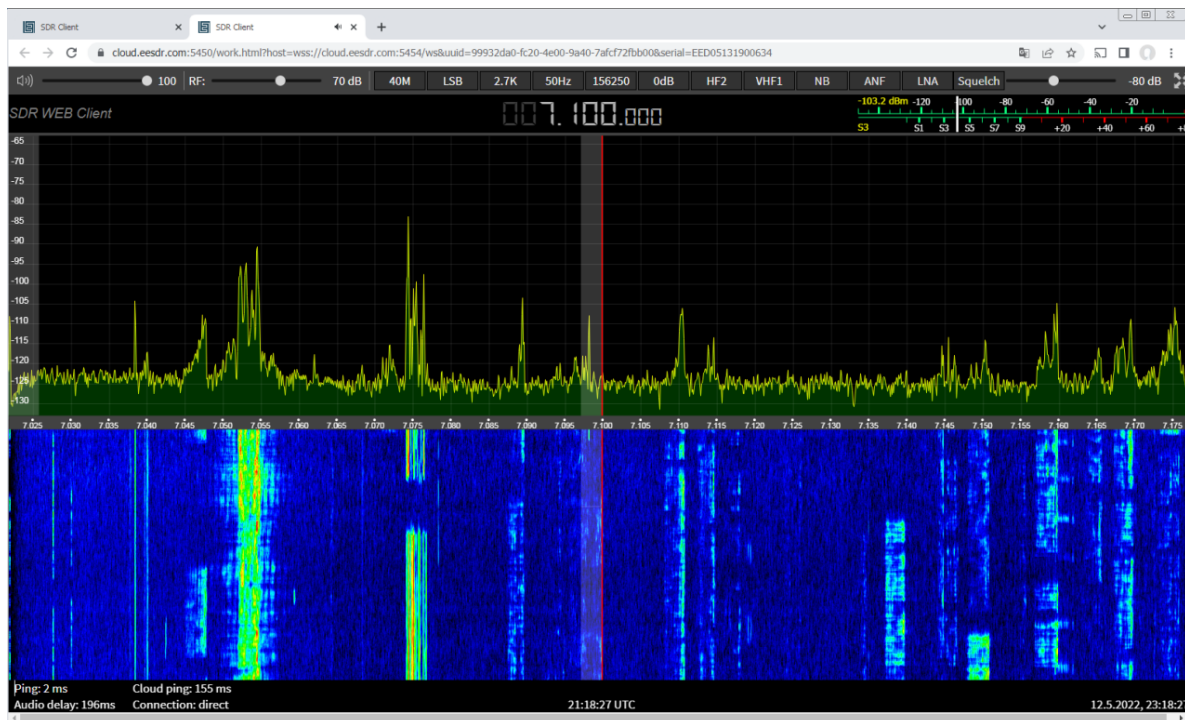 SDR Client SDR Client
cloud.eesdr.com:5450/work.html?host=wss://cloud.eesdr.com:5454/ws&uuid=99932da0-fc20-4e00-9a40-7afcf72fbb00&serial=EED05131900634
100 RF: 70 dB 40M LSB 2.7K 50Hz 156250 0dB HF2 VHF1 NB ANF LNA Squelch -80 dB
SDR WEB Client 007.100.000
-103.2 dBm -120 -100 -80 -60 -40 -20
S3 S1 S3 S5 S7 S9 +20 +40 +60
-65
-70
-75
-80
-85
-90
-95
-100
-105
-110
-115
-120
-125
-130
7.025 7.030 7.035 7.040 7.045 7.050 7.055 7.060 7.065 7.070 7.075 7.080 7.085 7.090 7.095 7.100 7.105 7.110 7.115 7.120 7.125 7.130 7.135 7.140 7.145 7.150 7.155 7.160 7.165 7.170 7.175
Ping: 2 ms Cloud ping: 155 ms
Audio delay: 196ms Connection: direct 21:18:27 UTC 12.5.2022, 23:18:27